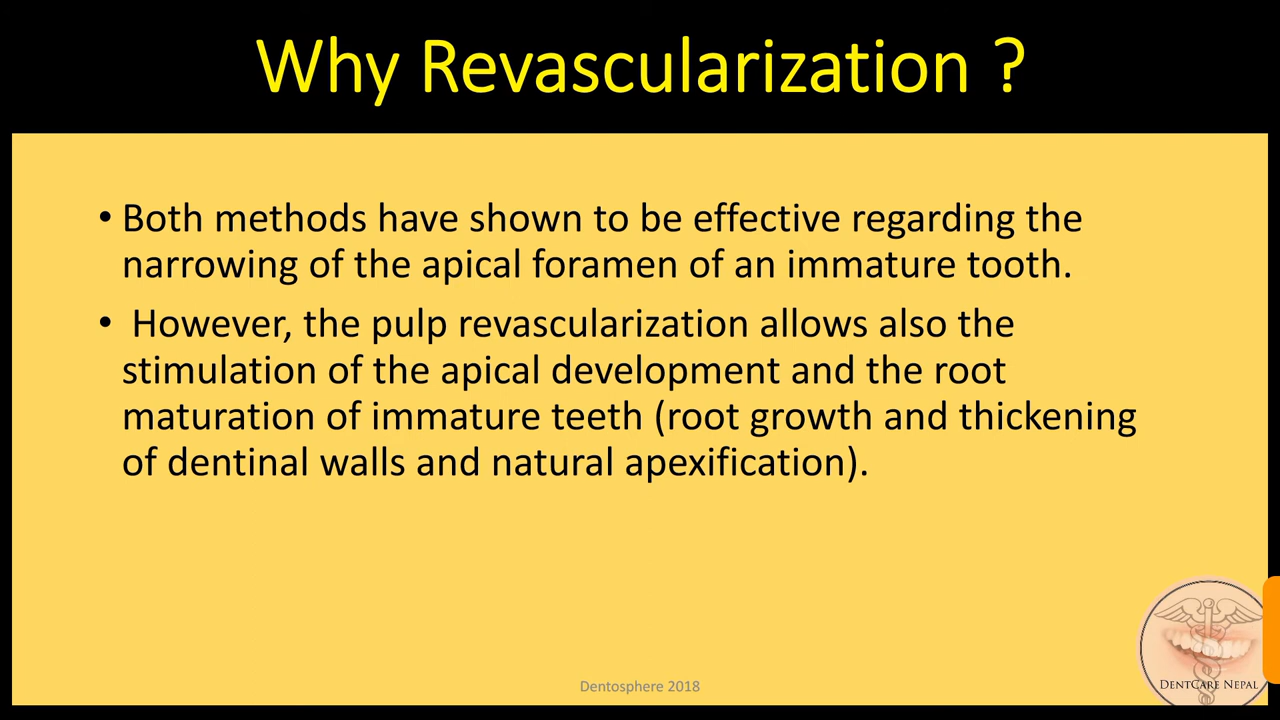 Why Revascularization ?
• Both methods have shown to be effective regarding the
narrowing of the apical foramen of an immature tooth.
• However, the pulp revascularization allows also the
stimulation of the apical development and the root
maturation of immature teeth (root growth and thickening
of dentinal walls and natural apexification).
Dentosphere 2018
DENTCARE NEPAL